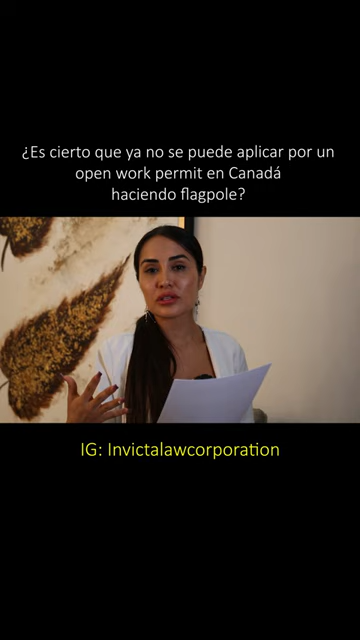 ¿Es cierto que ya no se puede aplicar por un
open work permit en Canadá
haciendo flagpole?
IG: Invictalawcorporation